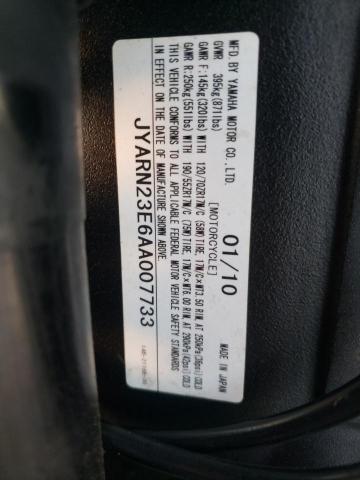 MFD. BY YAMAHA MOTOR CO., LTD. 01/10
GVWR 395kg(871lbs) [MOTORCYCLE] MADE IN JAPAN
GAWR F:145kg(320lbs) WITH 120/70ZR17M/C (58W) TIRE, 17M/C×MT3.50 RIM, AT 250kPa(36psi) COLD
GAWR R:250kg(551lbs) WITH 190/55ZR17M/C (75W) TIRE, 17M/C×MT6.00 RIM, AT 290kPa(42psi) COLD
THIS VEHICLE CONFORMS TO ALL APPLICABLE FEDERAL MOTOR VEHICLE SAFETY STANDARDS
IN EFFECT ON THE DATE OF MANUFACTURE SHOWN ABOVE.
JYARN23E6AA007733